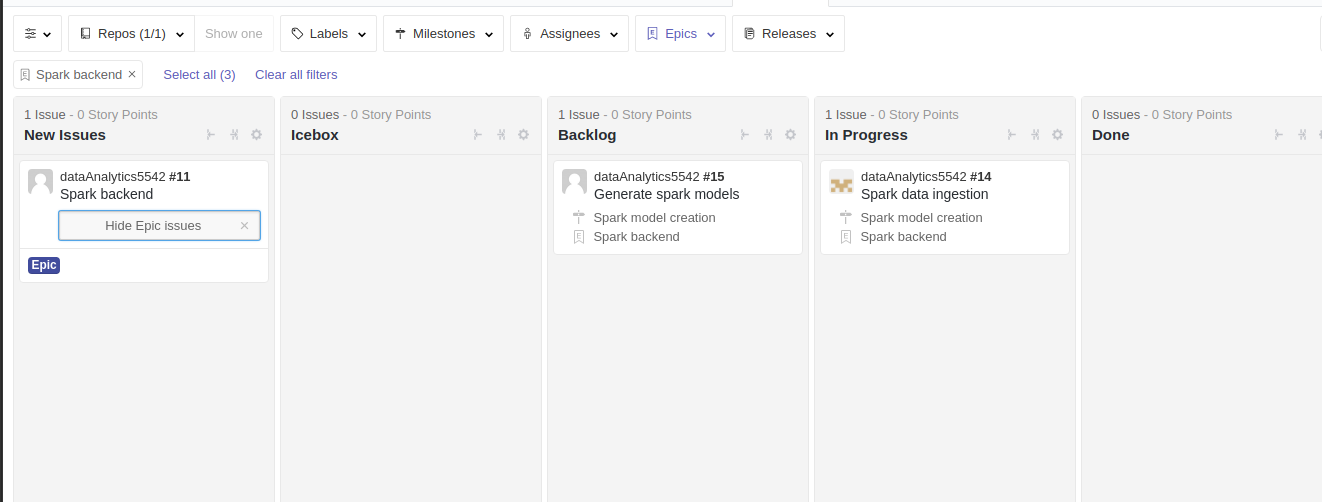 Repos (1/1) Show one Labels Milestones Assignees Epics Releases
Spark backend × Select all (3) Clear all filters
1 Issue - 0 Story Points
New Issues
dataAnalytics5542 #11
Spark backend
Hide Epic issues ×
Epic
0 Issues - 0 Story Points
Icebox
1 Issue - 0 Story Points
Backlog
dataAnalytics5542 #15
Generate spark models
Spark model creation
E Spark backend
1 Issue - 0 Story Points
In Progress
dataAnalytics5542 #14
Spark data ingestion
Spark model creation
E Spark backend
0 Issues - 0 Story Points
Done